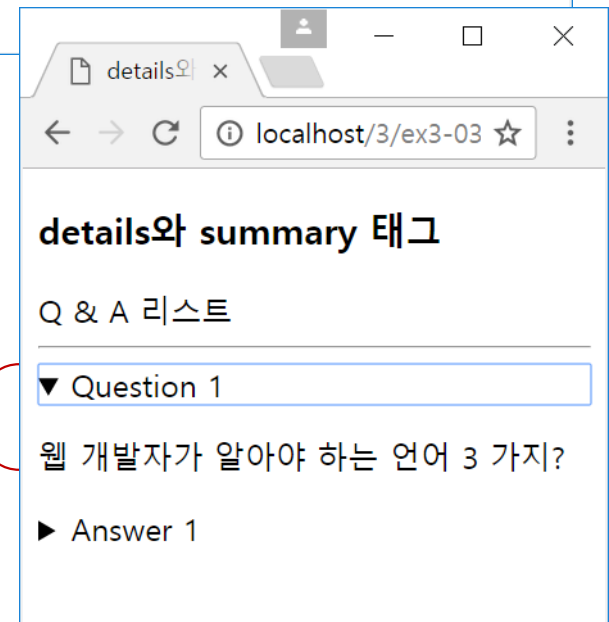 details와
localhost/3/ex3-03
details와 summary 태그
Q & A 리스트
▼ Question 1
웹 개발자가 알아야 하는 언어 3 가지?
▶ Answer 1